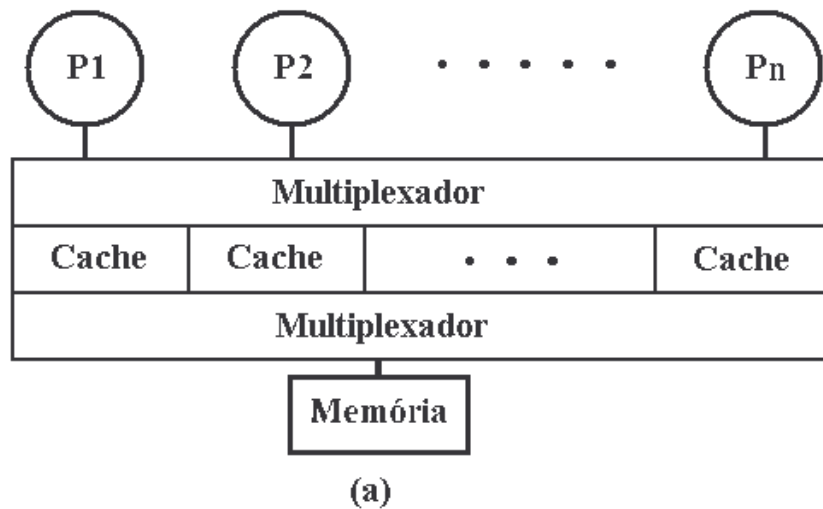 P1 P2 Pn
Multiplexador
Cache Cache Cache
Multiplexador
Memória
(a)